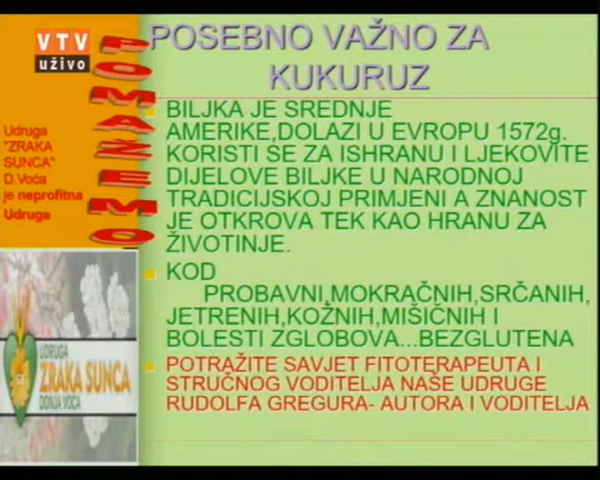 VTV
uživo
POMAŽEMO
Udruga
"ZRAKA
SUNCA"
D.Voća
je neprofitna
Udruga
UDRUGA
ZRAKA SUNCA
DONJA VOĆA
POSEBNO VAŽNO ZA
KUKURUZ
BILJKA JE SREDNJE
AMERIKE,DOLAZI U EVROPU 1572g.
KORISTI SE ZA ISHRANU I LJEKOVITE
DIJELOVE BILJKE U NARODNOJ
TRADICIJSKOJ PRIMJENI A ZNANOST
JE OTKROVA TEK KAO HRANU ZA
ŽIVOTINJE.
KOD
PROBAVNI,MOKRAČNIH,SRČANIH,
JETRENIH,KOŽNIH,MIŠIČNIH I
BOLESTI ZGLOBOVA...BEZGLUTENA
POTRAŽITE SAVJET FITOTERAPEUTA I
STRUČNOG VODITELJA NAŠE UDRUGE
RUDOLFA GREGURA- AUTORA I VODITELJA